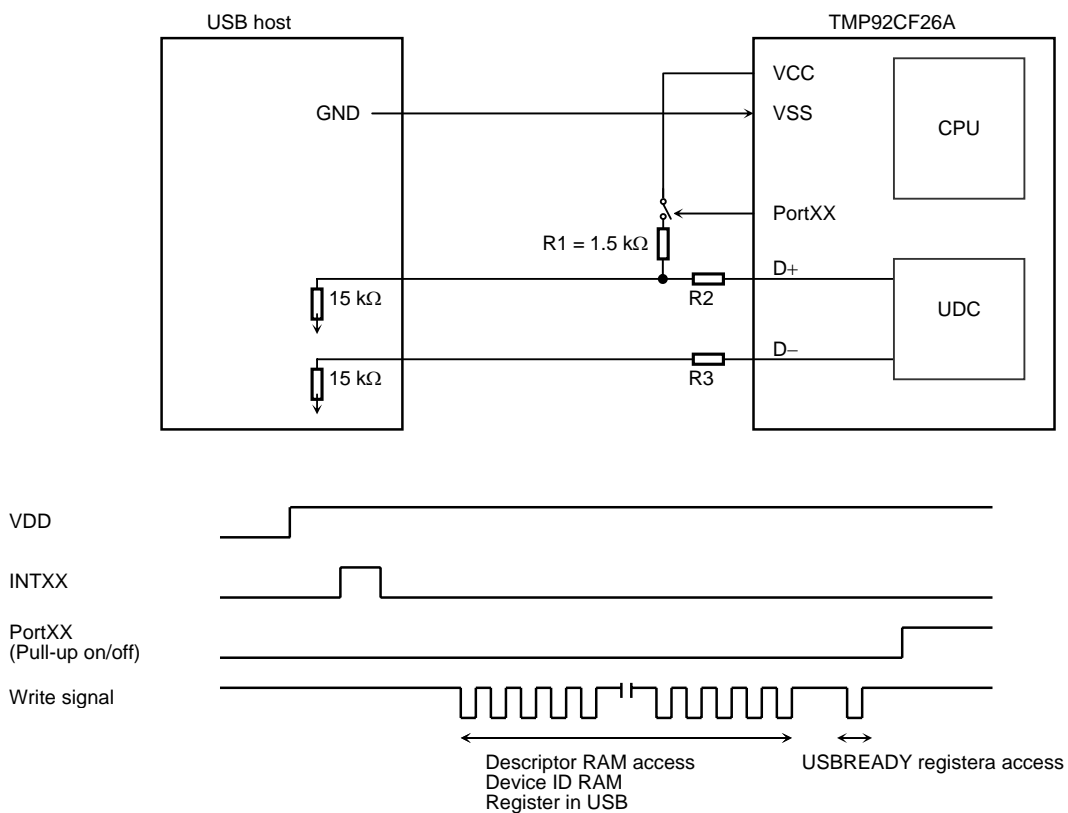 USB host
TMP92CF26A
VCC
GND
VSS
CPU
PortXX
R1 = 1.5 kΩ
D+
15 kΩ
R2
UDC
D−
15 kΩ
R3
VDD
INTXX
PortXX
(Pull-up on/off)
Write signal
Descriptor RAM access
Device ID RAM
Register in USB
USBREADY registera access